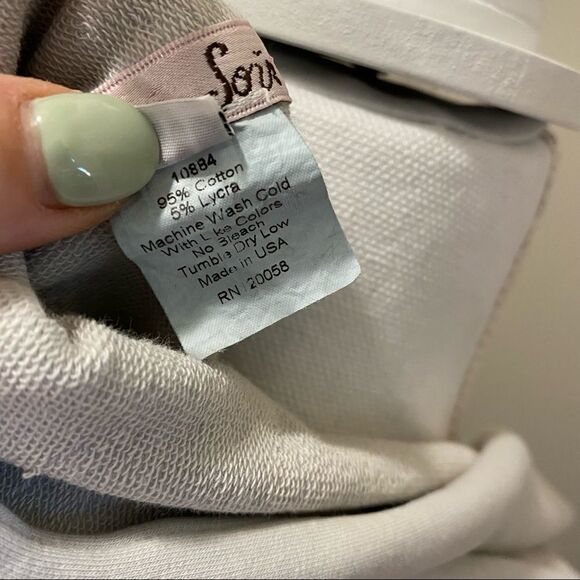 10884
95% Cotton
5% Lycra
Machine Wash Cold
With Like Colors
No Bleach
Tumble Dry Low
Made in USA
RN 120058